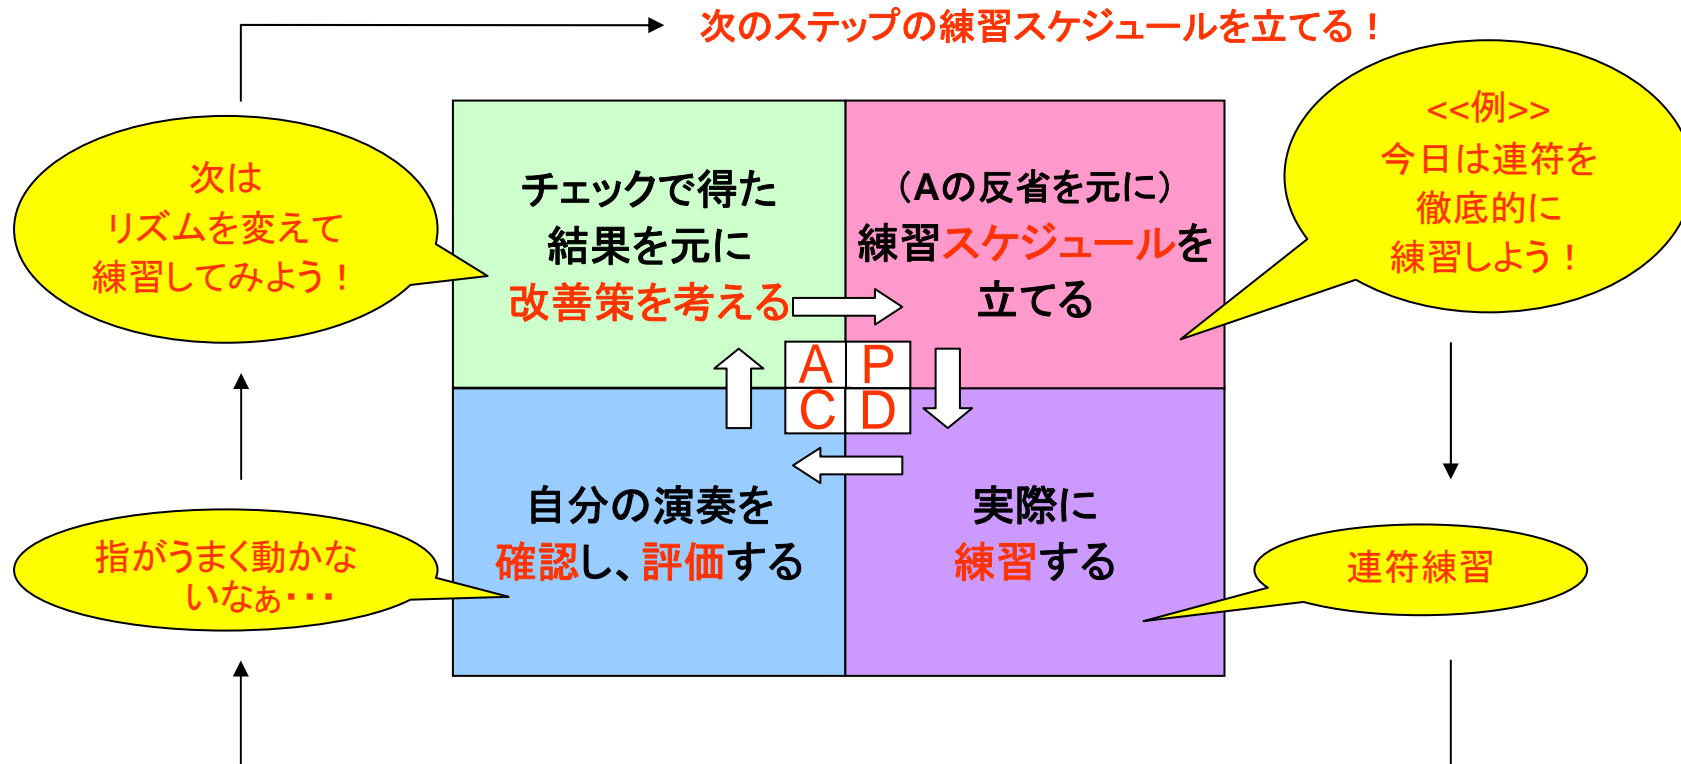 次のステップの練習スケジュールを立てる！
次は
リズムを変えて
練習してみよう！
チェックで得た
結果を元に
改善策を考える
（Aの反省を元に）
練習スケジュールを
立てる
<<例>>
今日は連符を
徹底的に
練習しよう！
A P
C D
指がうまく動かな
いなぁ・・・
自分の演奏を
確認し、評価する
実際に
練習する
連符練習